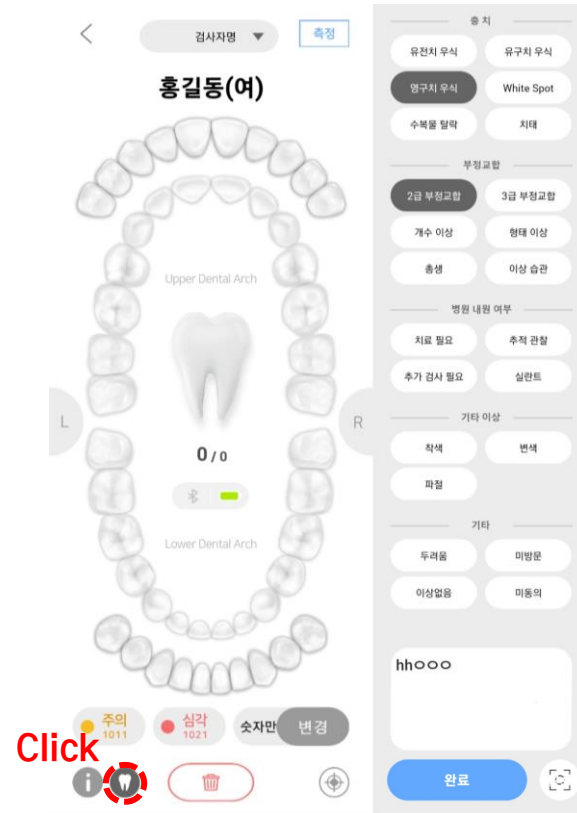 검사자명 ▼
측정
홍길동(여)
Upper Dental Arch
L
R
0/0
Lower Dental Arch
주의
1011
심각
1021
숫자만
변경
Click
i
충치
유전치 우식
유구치 우식
영구치 우식
White Spot
수복물 탈락
치태
부정교합
2급 부정교합
3급 부정교합
개수 이상
형태 이상
총생
이상 습관
병원 내원 여부
치료 필요
추적 관찰
추가 검사 필요
실란트
기타 이상
착색
변색
파절
기타
두려움
미방문
이상없음
미동의
hhㅇㅇㅇ
완료